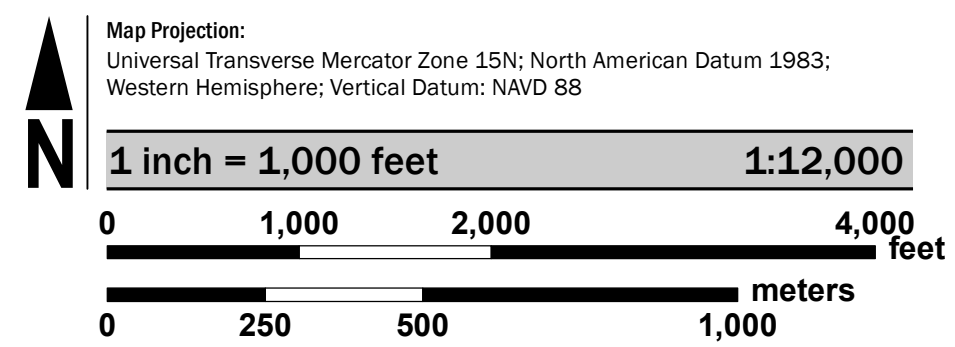 Map Projection:
Universal Transverse Mercator Zone 15N; North American Datum 1983;
Western Hemisphere; Vertical Datum: NAVD 88
N
1 inch = 1,000 feet 1:12,000
0 1,000 2,000 4,000
feet
meters
0 250 500 1,000